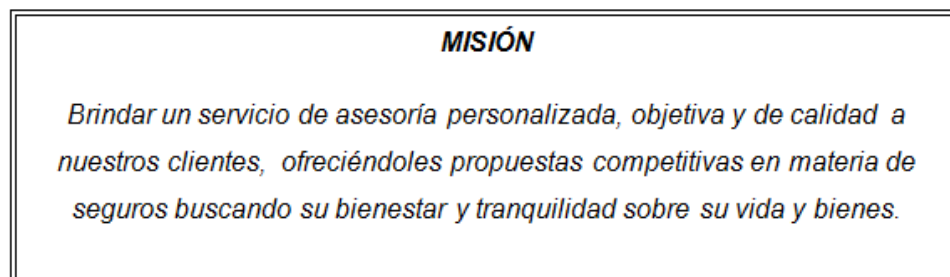 MISIÓN
Brindar un servicio de asesoría personalizada, objetiva y de calidad a
nuestros clientes, ofreciéndoles propuestas competitivas en materia de
seguros buscando su bienestar y tranquilidad sobre su vida y bienes.